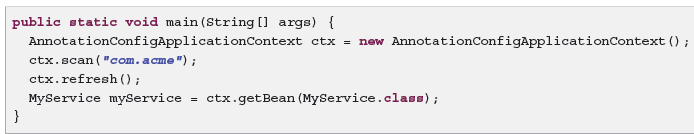 public static void main(String[] args) {
  AnnotationConfigApplicationContext ctx = new AnnotationConfigApplicationContext();
  ctx.scan("com.acme");
  ctx.refresh();
  MyService myService = ctx.getBean(MyService.class);
}